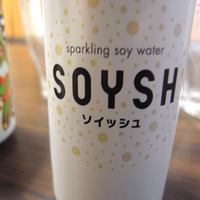 sparkling soy water
SOYSH
ソイッシュ